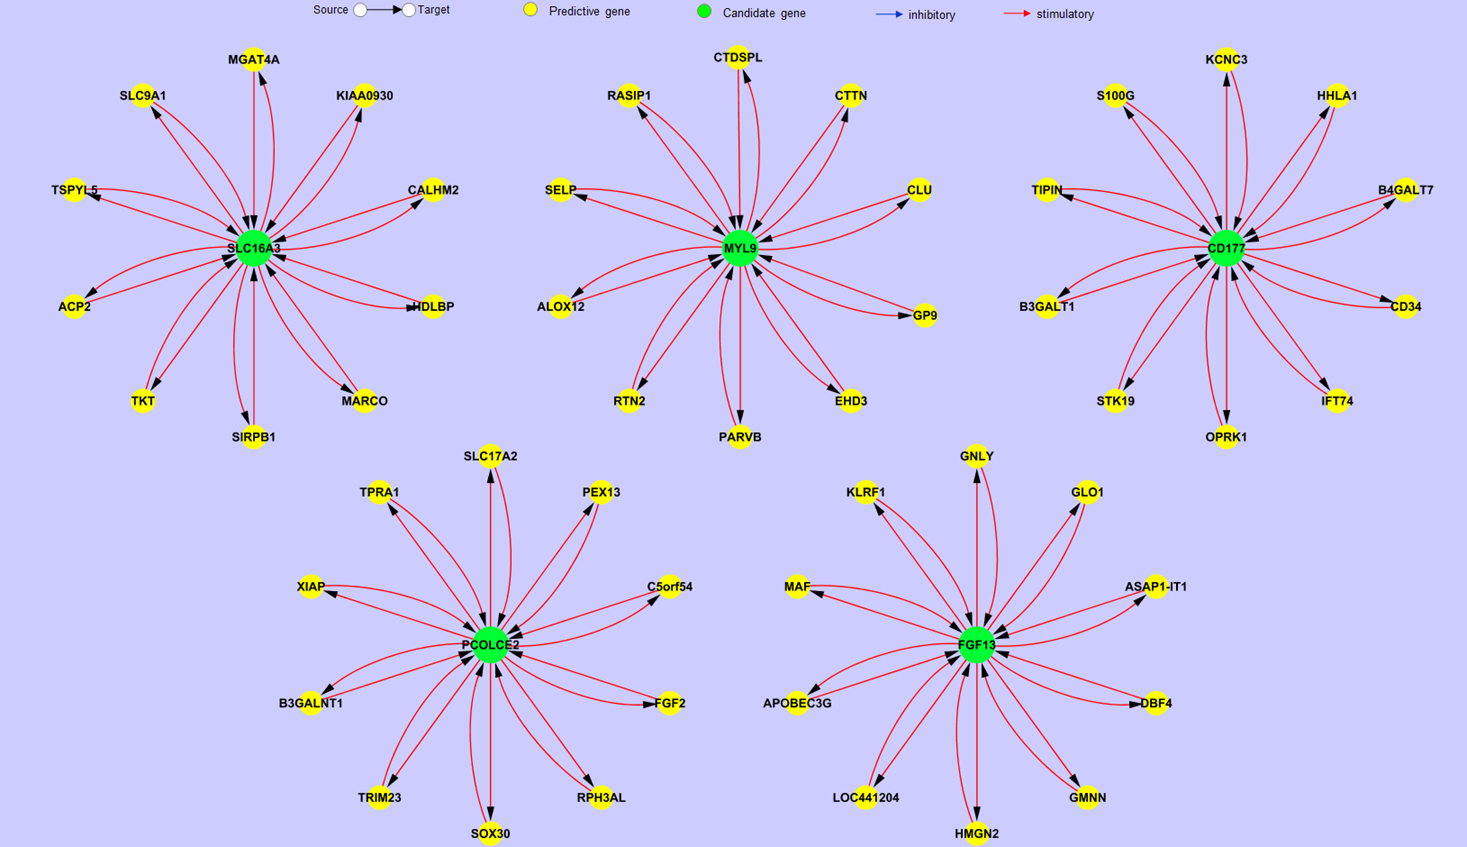 Source Target Predictive gene Candidate gene inhibitory stimulatory
MGAT4A
SLC9A1
KIAA0930
TSPYL5
CALHM2
SLC16A3
ACP2
HDLBP
TKT
MARCO
SIRPB1
CTDSPL
RASIP1
CTTN
SELP
CLU
MYL9
ALOX12
GP9
RTN2
EHD3
PARVB
KCNC3
S100G
HHLA1
TIPIN
B4GALT7
CD177
B3GALT1
CD34
STK19
IFT74
OPRK1
SLC17A2
TPRA1
PEX13
XIAP
C5orf54
PCOLCE2
B3GALNT1
FGF2
TRIM23
RPH3AL
SOX30
GNLY
KLRF1
GLO1
MAF
ASAP1-IT1
FGF13
APOBEC3G
DBF4
LOC441204
GMNN
HMGN2